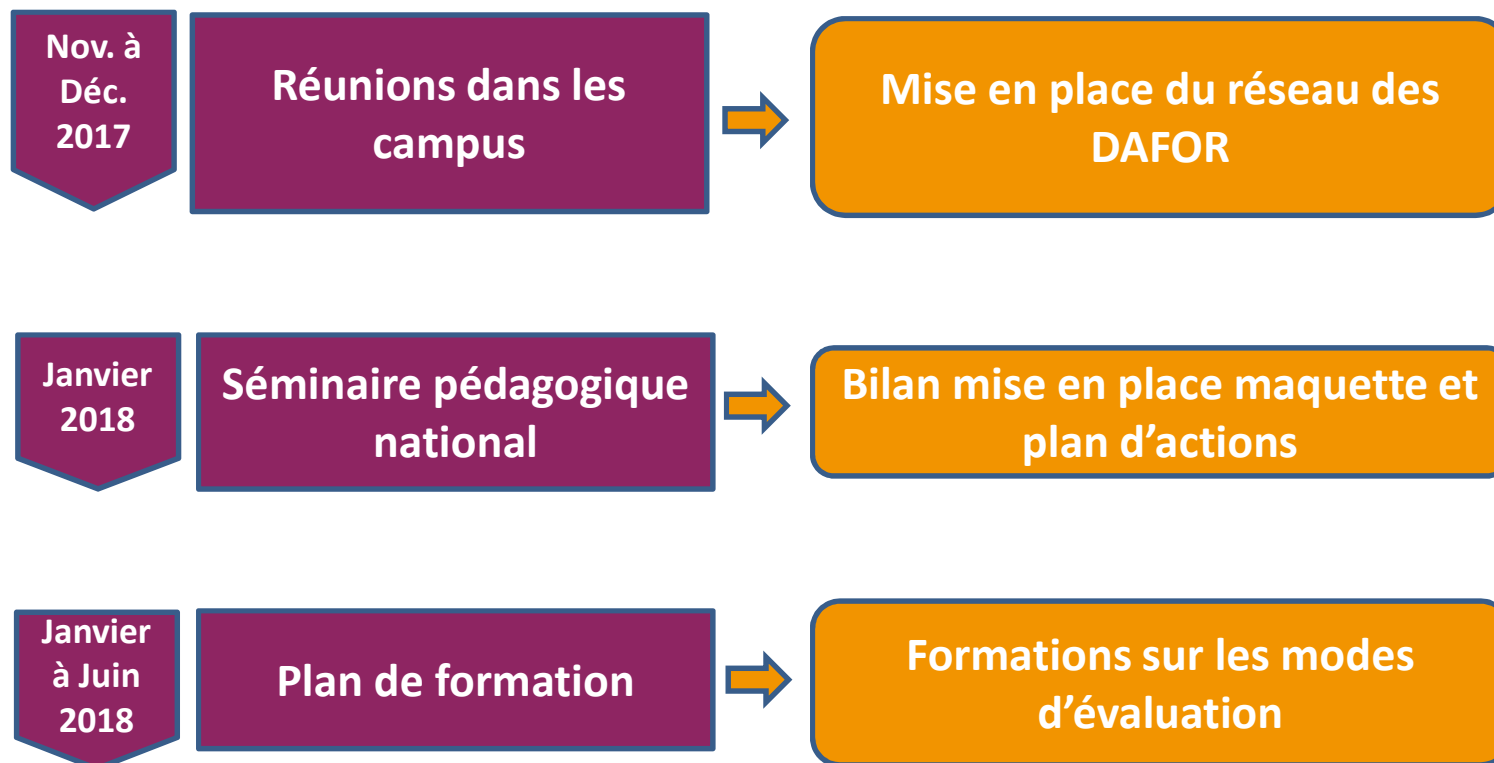 Nov. à
Déc.
2017
Réunions dans les
campus
Mise en place du réseau des
DAFOR
Janvier
2018
Séminaire pédagogique
national
Bilan mise en place maquette et
plan d’actions
Janvier
à Juin
2018
Plan de formation
Formations sur les modes
d’évaluation